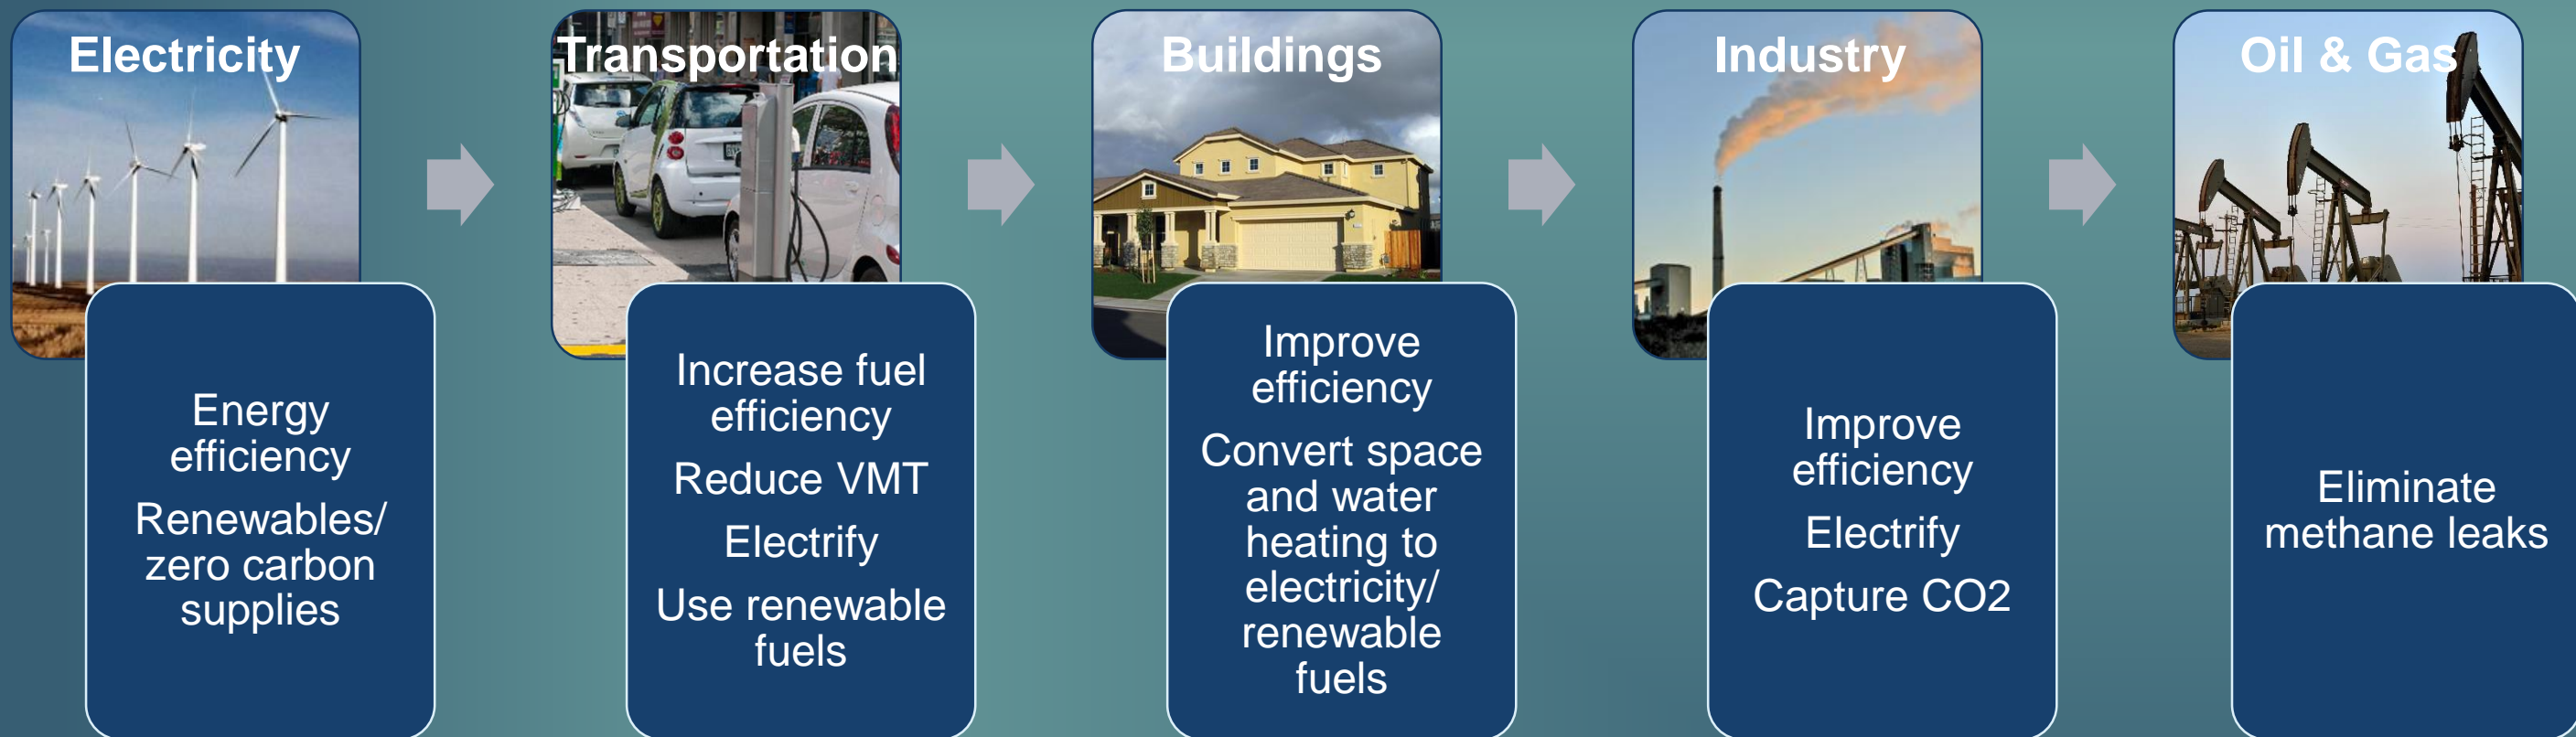 Electricity
Energy
efficiency
Renewables/
zero carbon
supplies
Transportation
Increase fuel
efficiency
Reduce VMT
Electrify
Use renewable
fuels
Buildings
Improve
efficiency
Convert space
and water
heating to
electricity/
renewable
fuels
Industry
Improve
efficiency
Electrify
Capture CO2
Oil & Gas
Eliminate
methane leaks